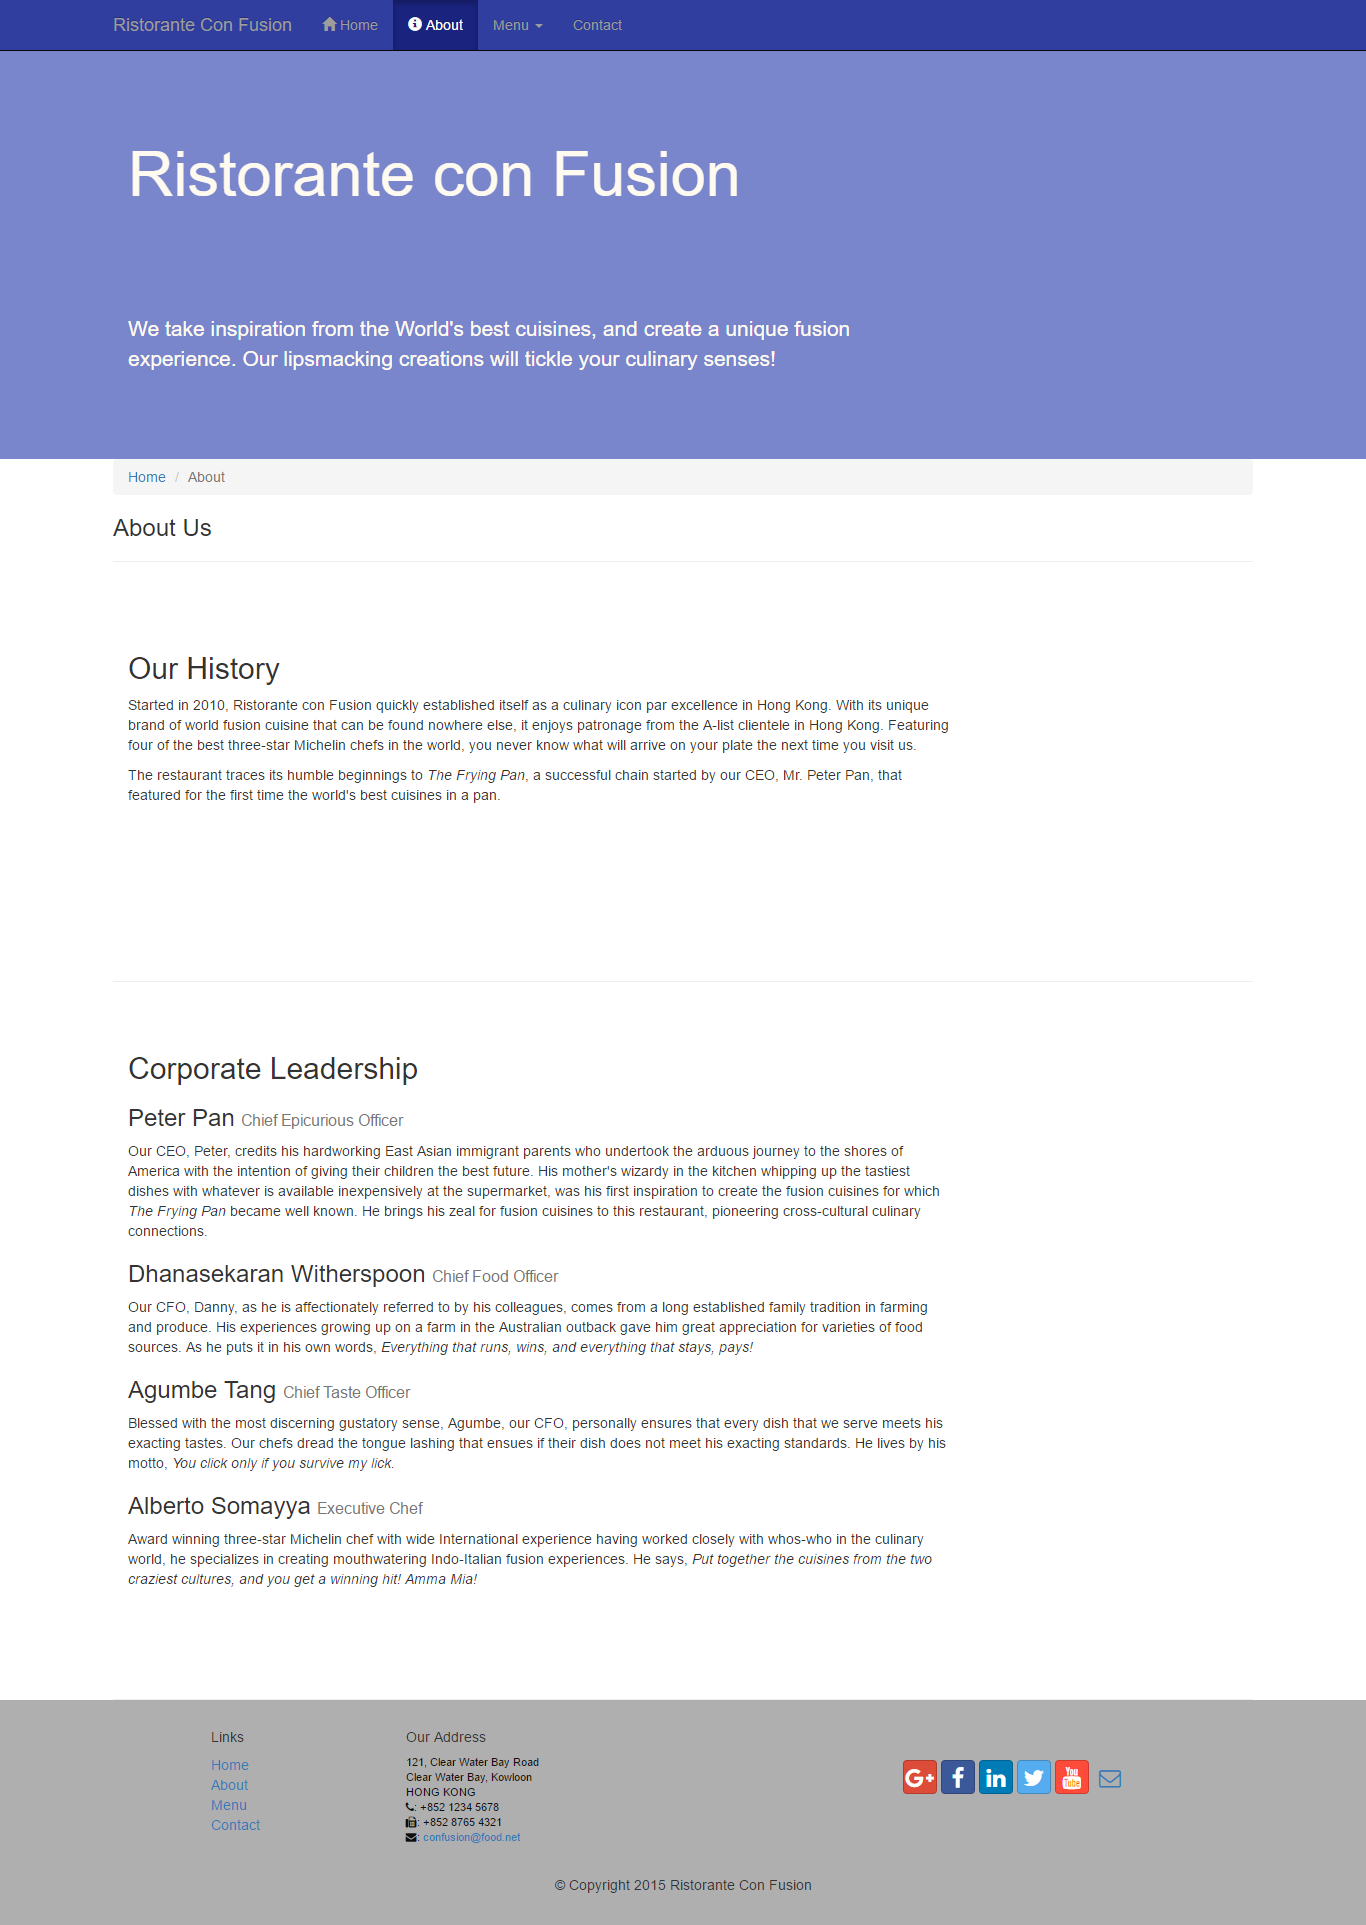 Ristorante Con Fusion Home About Menu Contact
Ristorante con Fusion
We take inspiration from the World's best cuisines, and create a unique fusion
experience. Our lipsmacking creations will tickle your culinary senses!
Home / About
About Us
Our History
Started in 2010, Ristorante con Fusion quickly established itself as a culinary icon par excellence in Hong Kong. With its unique
brand of world fusion cuisine that can be found nowhere else, it enjoys patronage from the A-list clientele in Hong Kong. Featuring
four of the best three-star Michelin chefs in the world, you never know what will arrive on your plate the next time you visit us.
The restaurant traces its humble beginnings to The Frying Pan, a successful chain started by our CEO, Mr. Peter Pan, that
featured for the first time the world's best cuisines in a pan.
Corporate Leadership
Peter Pan Chief Epicurious Officer
Our CEO, Peter, credits his hardworking East Asian immigrant parents who undertook the arduous journey to the shores of
America with the intention of giving their children the best future. His mother's wizardy in the kitchen whipping up the tastiest
dishes with whatever is available inexpensively at the supermarket, was his first inspiration to create the fusion cuisines for which
The Frying Pan became well known. He brings his zeal for fusion cuisines to this restaurant, pioneering cross-cultural culinary
connections.
Dhanasekaran Witherspoon Chief Food Officer
Our CFO, Danny, as he is affectionately referred to by his colleagues, comes from a long established family tradition in farming
and produce. His experiences growing up on a farm in the Australian outback gave him great appreciation for varieties of food
sources. As he puts it in his own words, Everything that runs, wins, and everything that stays, pays!
Agumbe Tang Chief Taste Officer
Blessed with the most discerning gustatory sense, Agumbe, our CFO, personally ensures that every dish that we serve meets his
exacting tastes. Our chefs dread the tongue lashing that ensues if their dish does not meet his exacting standards. He lives by his
motto, You click only if you survive my lick.
Alberto Somayya Executive Chef
Award winning three-star Michelin chef with wide International experience having worked closely with whos-who in the culinary
world, he specializes in creating mouthwatering Indo-Italian fusion experiences. He says, Put together the cuisines from the two
craziest cultures, and you get a winning hit! Amma Mia!
Links
Home
About
Menu
Contact
Our Address
121, Clear Water Bay Road
Clear Water Bay, Kowloon
HONG KONG
: +852 1234 5678
: +852 8765 4321
: confusion@food.net
G+ f in You Tube
© Copyright 2015 Ristorante Con Fusion